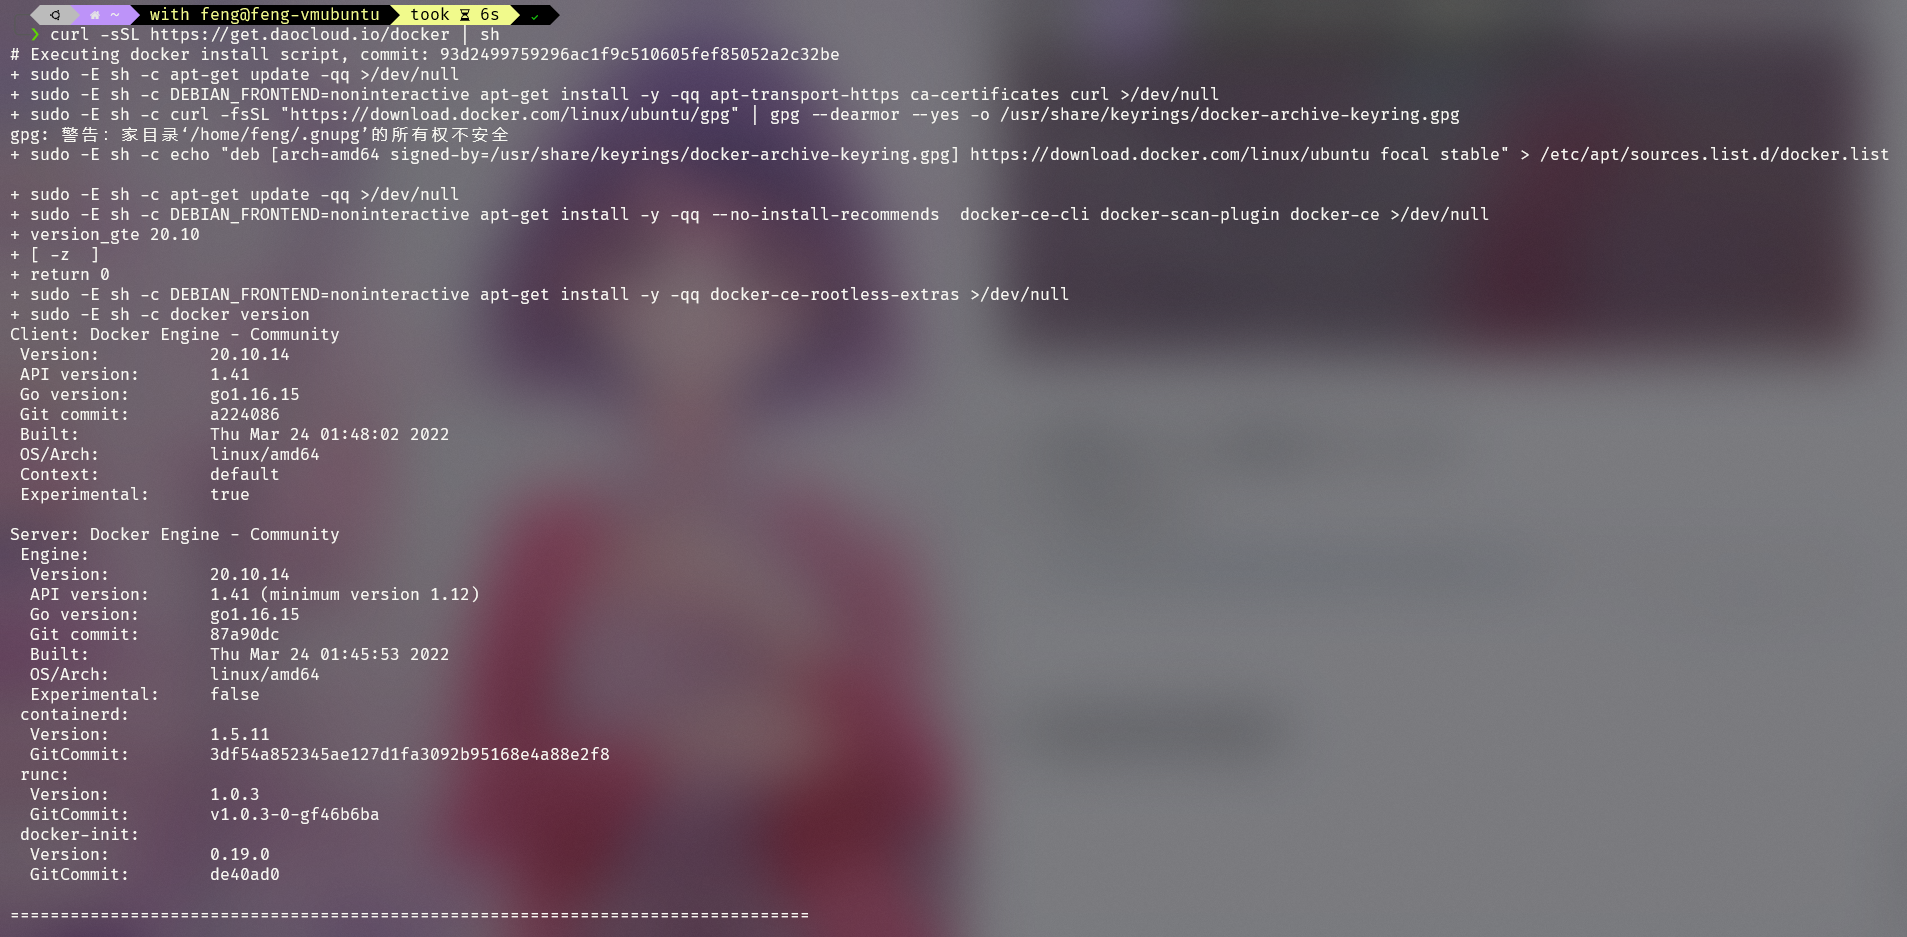 ~ with feng@feng-vmubuntu took 6s
❯ curl -sSL https://get.daocloud.io/docker | sh
# Executing docker install script, commit: 93d2499759296ac1f9c510605fef85052a2c32be
+ sudo -E sh -c apt-get update -qq >/dev/null
+ sudo -E sh -c DEBIAN_FRONTEND=noninteractive apt-get install -y -qq apt-transport-https ca-certificates curl >/dev/null
+ sudo -E sh -c curl -fsSL "https://download.docker.com/linux/ubuntu/gpg" | gpg --dearmor --yes -o /usr/share/keyrings/docker-archive-keyring.gpg
gpg: 警告：家目录‘/home/feng/.gnupg’的所有权不安全
+ sudo -E sh -c echo "deb [arch=amd64 signed-by=/usr/share/keyrings/docker-archive-keyring.gpg] https://download.docker.com/linux/ubuntu focal stable" > /etc/apt/sources.list.d/docker.list
+ sudo -E sh -c apt-get update -qq >/dev/null
+ sudo -E sh -c DEBIAN_FRONTEND=noninteractive apt-get install -y -qq --no-install-recommends  docker-ce-cli docker-scan-plugin docker-ce >/dev/null
+ version_gte 20.10
+ [ -z  ]
+ return 0
+ sudo -E sh -c DEBIAN_FRONTEND=noninteractive apt-get install -y -qq docker-ce-rootless-extras >/dev/null
+ sudo -E sh -c docker version
Client: Docker Engine - Community
Version: 20.10.14
API version: 1.41
Go version: go1.16.15
Git commit: a224086
Built: Thu Mar 24 01:48:02 2022
OS/Arch: linux/amd64
Context: default
Experimental: true
Server: Docker Engine - Community
Engine:
Version: 20.10.14
API version: 1.41 (minimum version 1.12)
Go version: go1.16.15
Git commit: 87a90dc
Built: Thu Mar 24 01:45:53 2022
OS/Arch: linux/amd64
Experimental: false
containerd:
Version: 1.5.11
GitCommit: 3df54a852345ae127d1fa3092b95168e4a88e2f8
runc:
Version: 1.0.3
GitCommit: v1.0.3-0-gf46b6ba
docker-init:
Version: 0.19.0
GitCommit: de40ad0
================================================================================